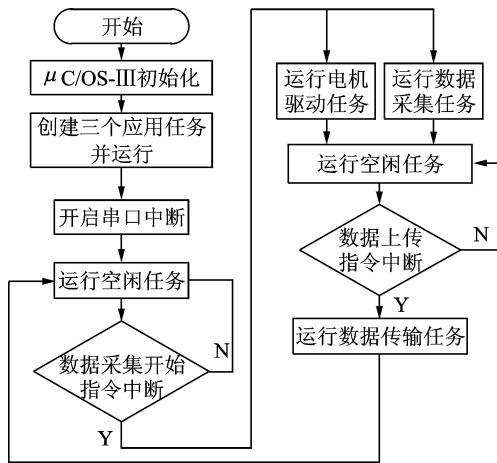 开始
μC/OS-Ⅲ初始化
创建三个应用任务
并运行
开启串口中断
运行空闲任务
N
数据采集开始
指令中断
Y
运行电机
驱动任务
运行数据
采集任务
运行空闲任务
N
数据上传
指令中断
Y
运行数据传输任务